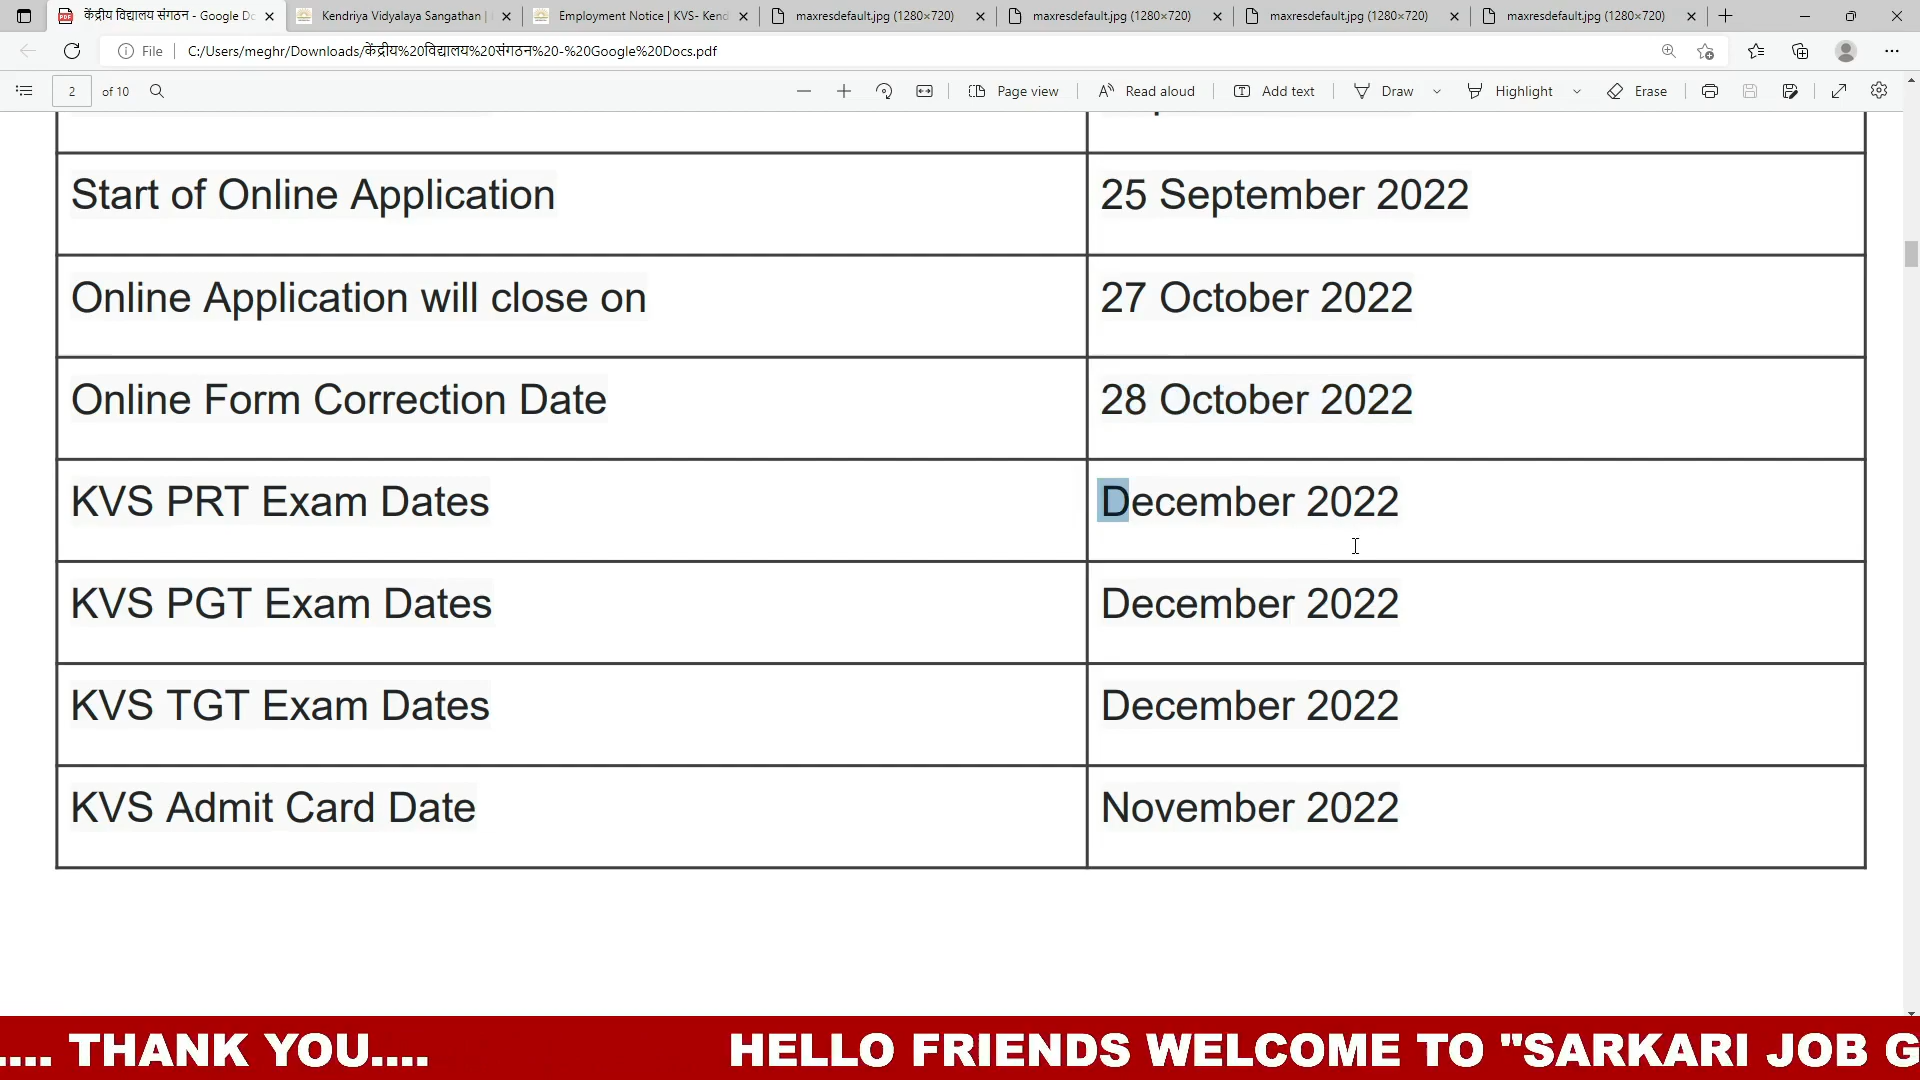 केंद्रीय विद्यालय संगठन - Google Dc
Kendriya Vidyalaya Sangathan |
Employment Notice | KVS- Kend
maxresdefault.jpg (1280×720)
maxresdefault.jpg (1280×720)
maxresdefault.jpg (1280×720)
maxresdefault.jpg (1280×720)
File
C:/Users/meghr/Downloads/केंद्रीय%20विद्यालय%20संगठन%20-%20Google%20Docs.pdf
2 of 10
Page view
Read aloud
Add text
Draw
Highlight
Erase
Start of Online Application 25 September 2022
Online Application will close on 27 October 2022
Online Form Correction Date 28 October 2022
KVS PRT Exam Dates December 2022
KVS PGT Exam Dates December 2022
KVS TGT Exam Dates December 2022
KVS Admit Card Date November 2022
.... THANK YOU.... HELLO FRIENDS WELCOME TO "SARKARI JOB G